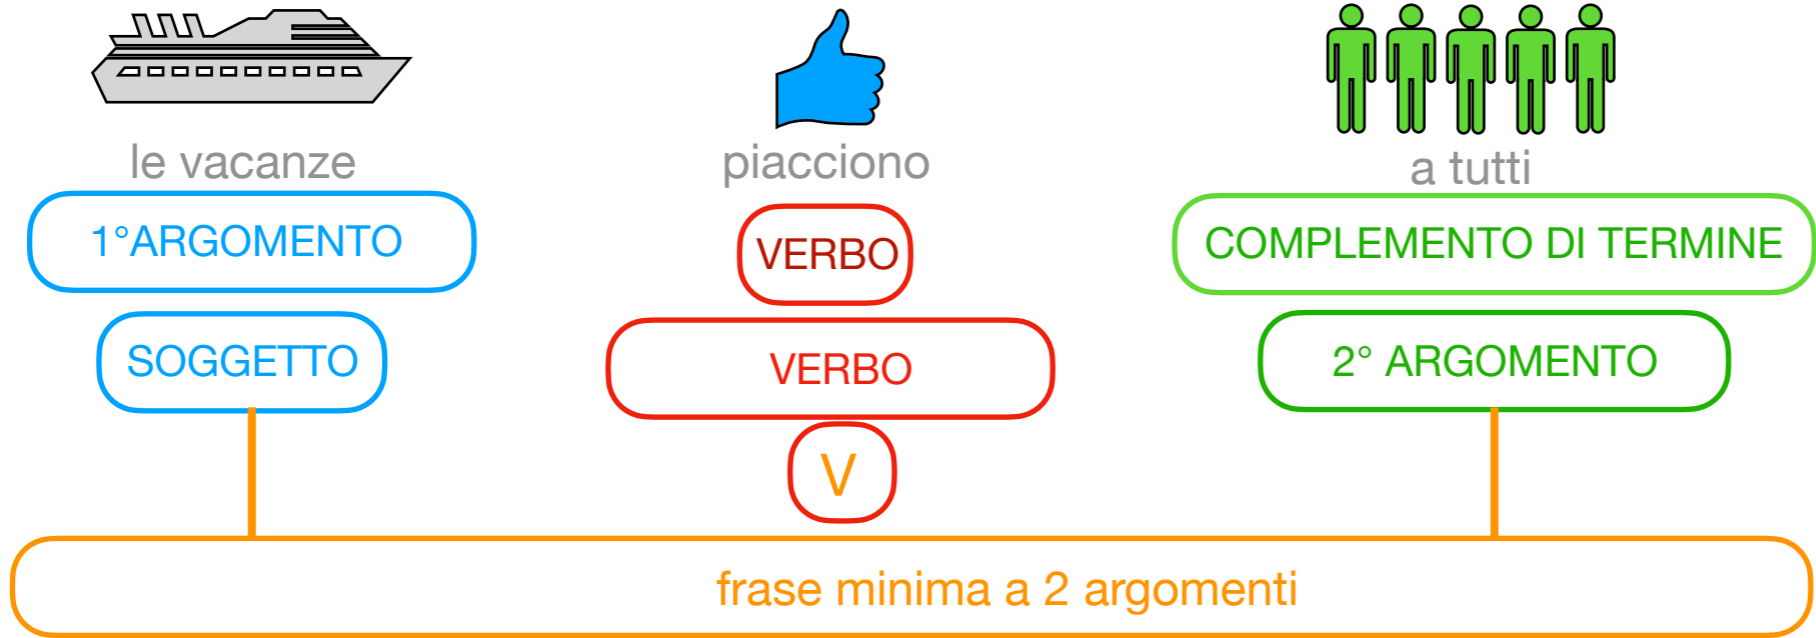 le vacanze
piacciono
a tutti
1°ARGOMENTO
VERBO
COMPLEMENTO DI TERMINE
SOGGETTO
VERBO
2° ARGOMENTO
V
frase minima a 2 argomenti